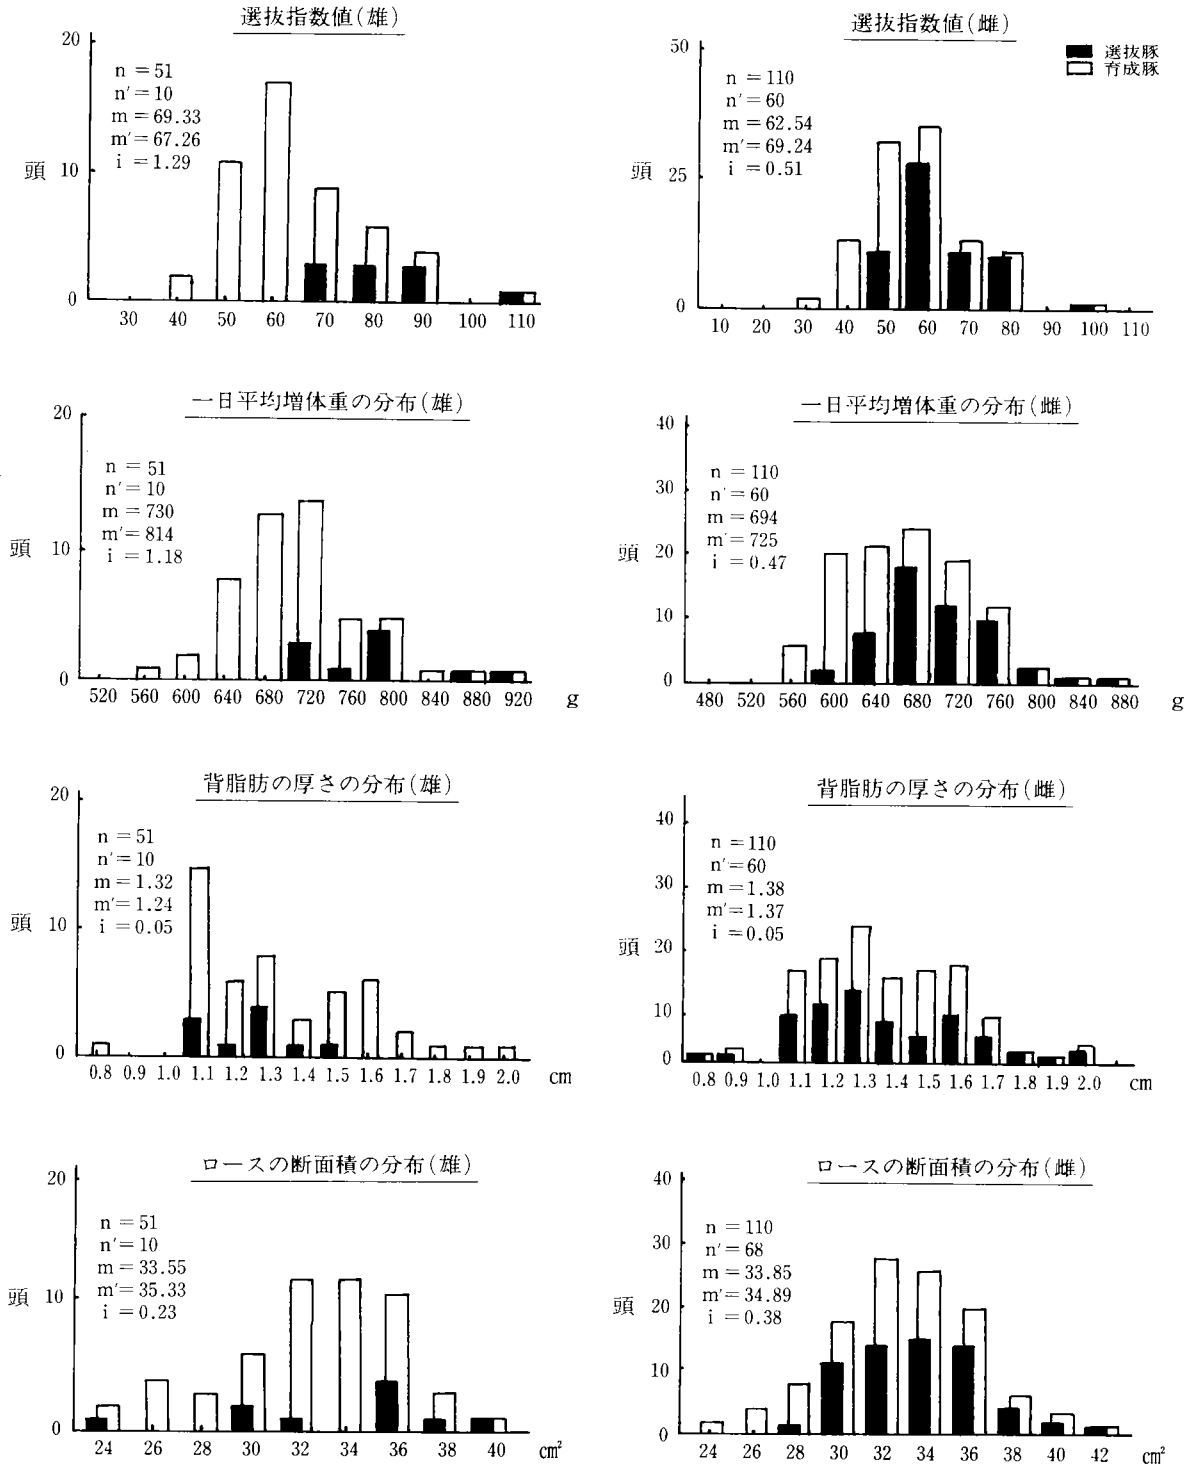 選抜指数値(雄)
20
10
0
頭
n = 51
n′= 10
m = 69.33
m′= 67.26
i = 1.29
30 40 50 60 70 80 90 100 110
選抜指数値(雌)
選抜豚
育成豚
50
25
0
頭
n = 110
n′= 60
m = 62.54
m′= 69.24
i = 0.51
10 20 30 40 50 60 70 80 90 100 110
一日平均増体重の分布(雄)
20
10
0
頭
n = 51
n′= 10
m = 730
m′= 814
i = 1.18
520 560 600 640 680 720 760 800 840 880 920 g
一日平均増体重の分布(雌)
40
30
20
10
0
頭
n = 110
n′= 60
m = 694
m′= 725
i = 0.47
480 520 560 600 640 680 720 760 800 840 880 g
背脂肪の厚さの分布(雄)
20
10
0
頭
n = 51
n′= 10
m = 1.32
m′= 1.24
i = 0.05
0.8 0.9 1.0 1.1 1.2 1.3 1.4 1.5 1.6 1.7 1.8 1.9 2.0 cm
背脂肪の厚さの分布(雌)
40
30
20
10
0
頭
n = 110
n′= 60
m = 1.38
m′= 1.37
i = 0.05
0.8 0.9 1.0 1.1 1.2 1.3 1.4 1.5 1.6 1.7 1.8 1.9 2.0 cm
ロースの断面積の分布(雄)
20
10
0
頭
n = 51
n′= 10
m = 33.55
m′= 35.33
i = 0.23
24 26 28 30 32 34 36 38 40 cm²
ロースの断面積の分布(雌)
40
30
20
10
0
頭
n = 110
n′= 68
m = 33.85
m′= 34.89
i = 0.38
24 26 28 30 32 34 36 38 40 42 cm²